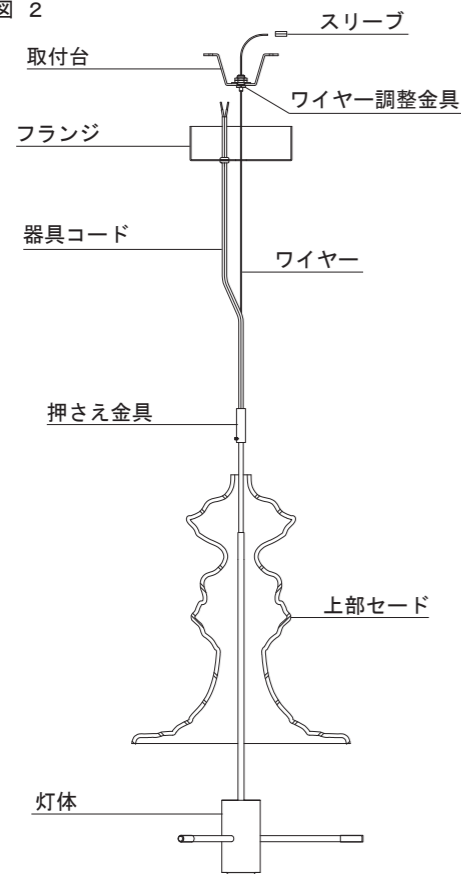 図 2
スリーブ
取付台
ワイヤー調整金具
フランジ
器具コード
ワイヤー
押さえ金具
上部セード
灯体